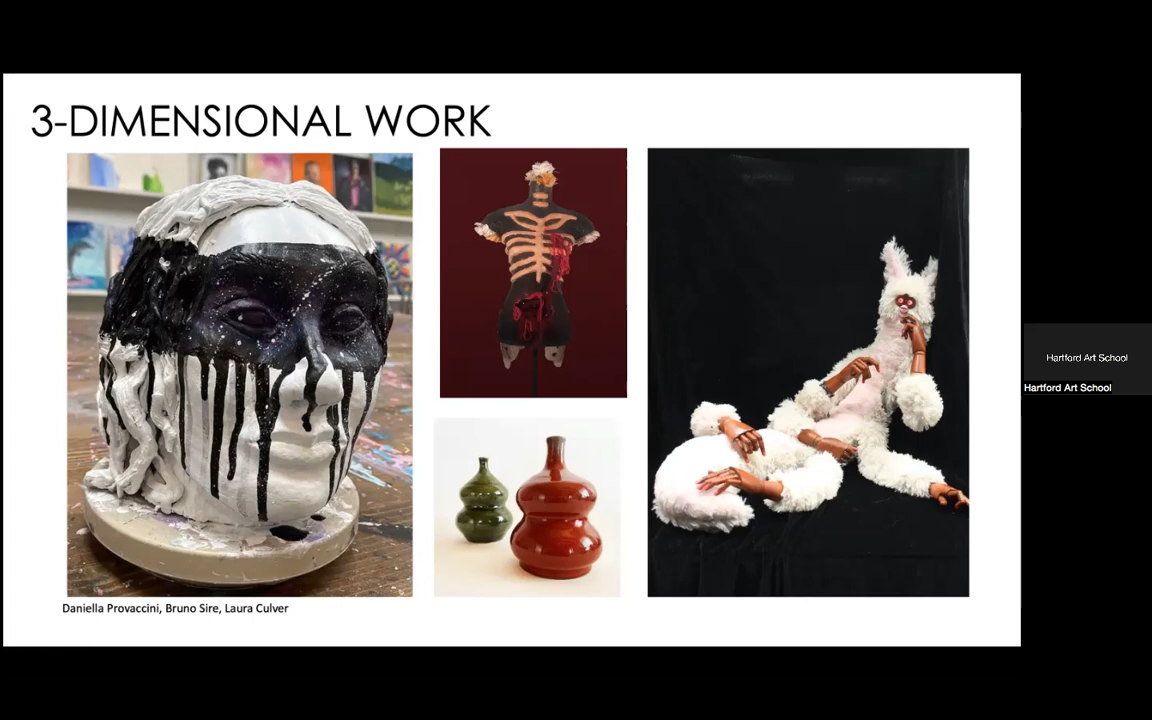 3-DIMENSIONAL WORK
Daniella Provaccini, Bruno Sire, Laura Culver
Hartford Art School
Hartford Art School